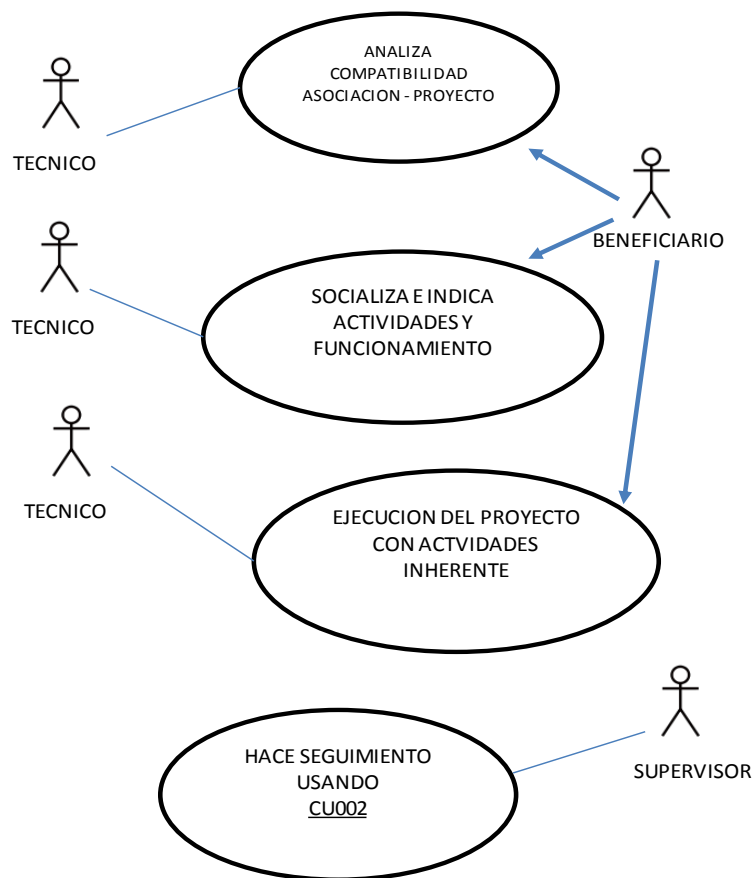 ANALIZA
COMPATIBILIDAD
ASOCIACION - PROYECTO
TECNICO
BENEFICIARIO
SOCIALIZA E INDICA
ACTIVIDADES Y
FUNCIONAMIENTO
TECNICO
TECNICO
EJECUCION DEL PROYECTO
CON ACTVIDADES
INHERENTE
HACE SEGUIMIENTO
USANDO
CU002
SUPERVISOR